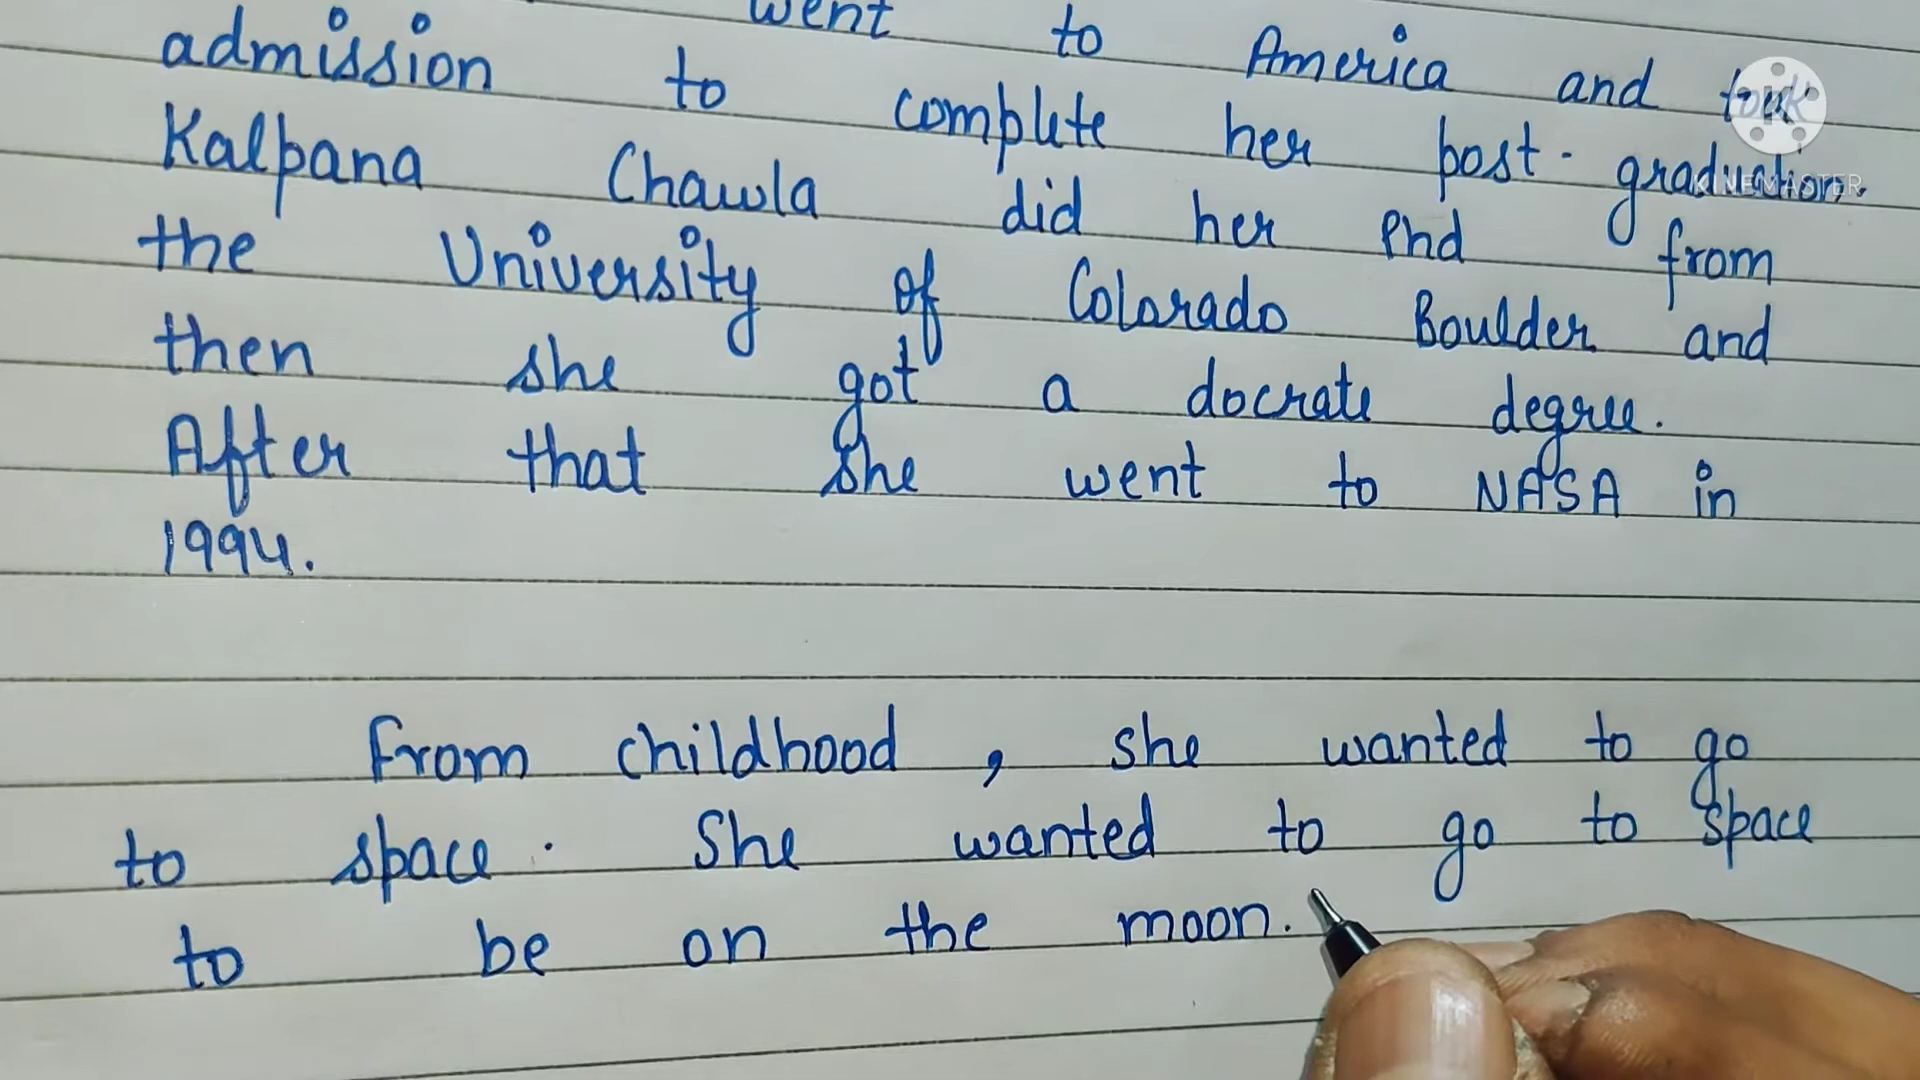 went to America and took
admission to complete her post-graduation.
Kalpana Chawla did her Phd from
the University of Colorado Boulder and
then she got a docrate degree.
After that she went to NASA in
1994.
From childhood, she wanted to go
to space. She wanted to go to space
to be on the moon.
KINEMASTER